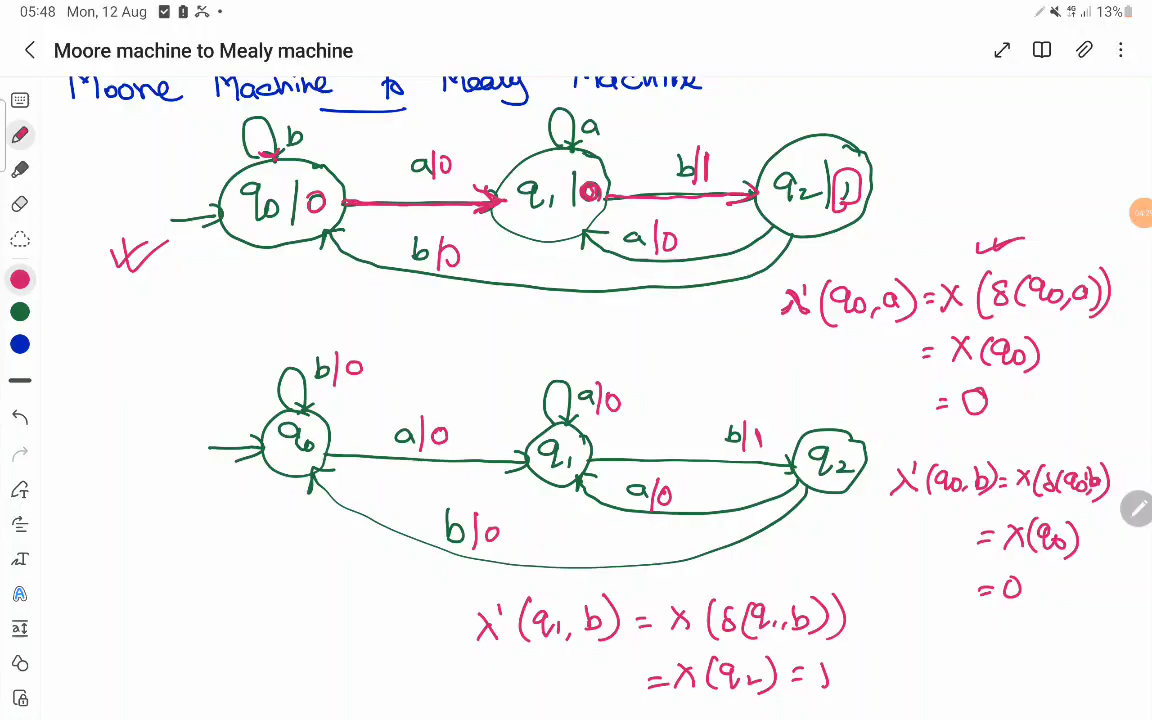 05:48 Mon, 12 Aug 4G 13%
Moore machine to Mealy machine
Moore Machine to Mealy Machine
b a
a|0 b|1
q0|0 q1|0 q2|1
a|0
b|0
λ'(q0,a) = λ(δ(q0,a))
= λ(q0)
= 0
b|0 a|0
a|0 b|1
q0 q1 q2
a|0
b|0
λ'(q0,b) = λ(δ(q0,b)
= λ(q0)
= 0
λ'(q1,b) = λ(δ(q1,b))
= λ(q2) = 1